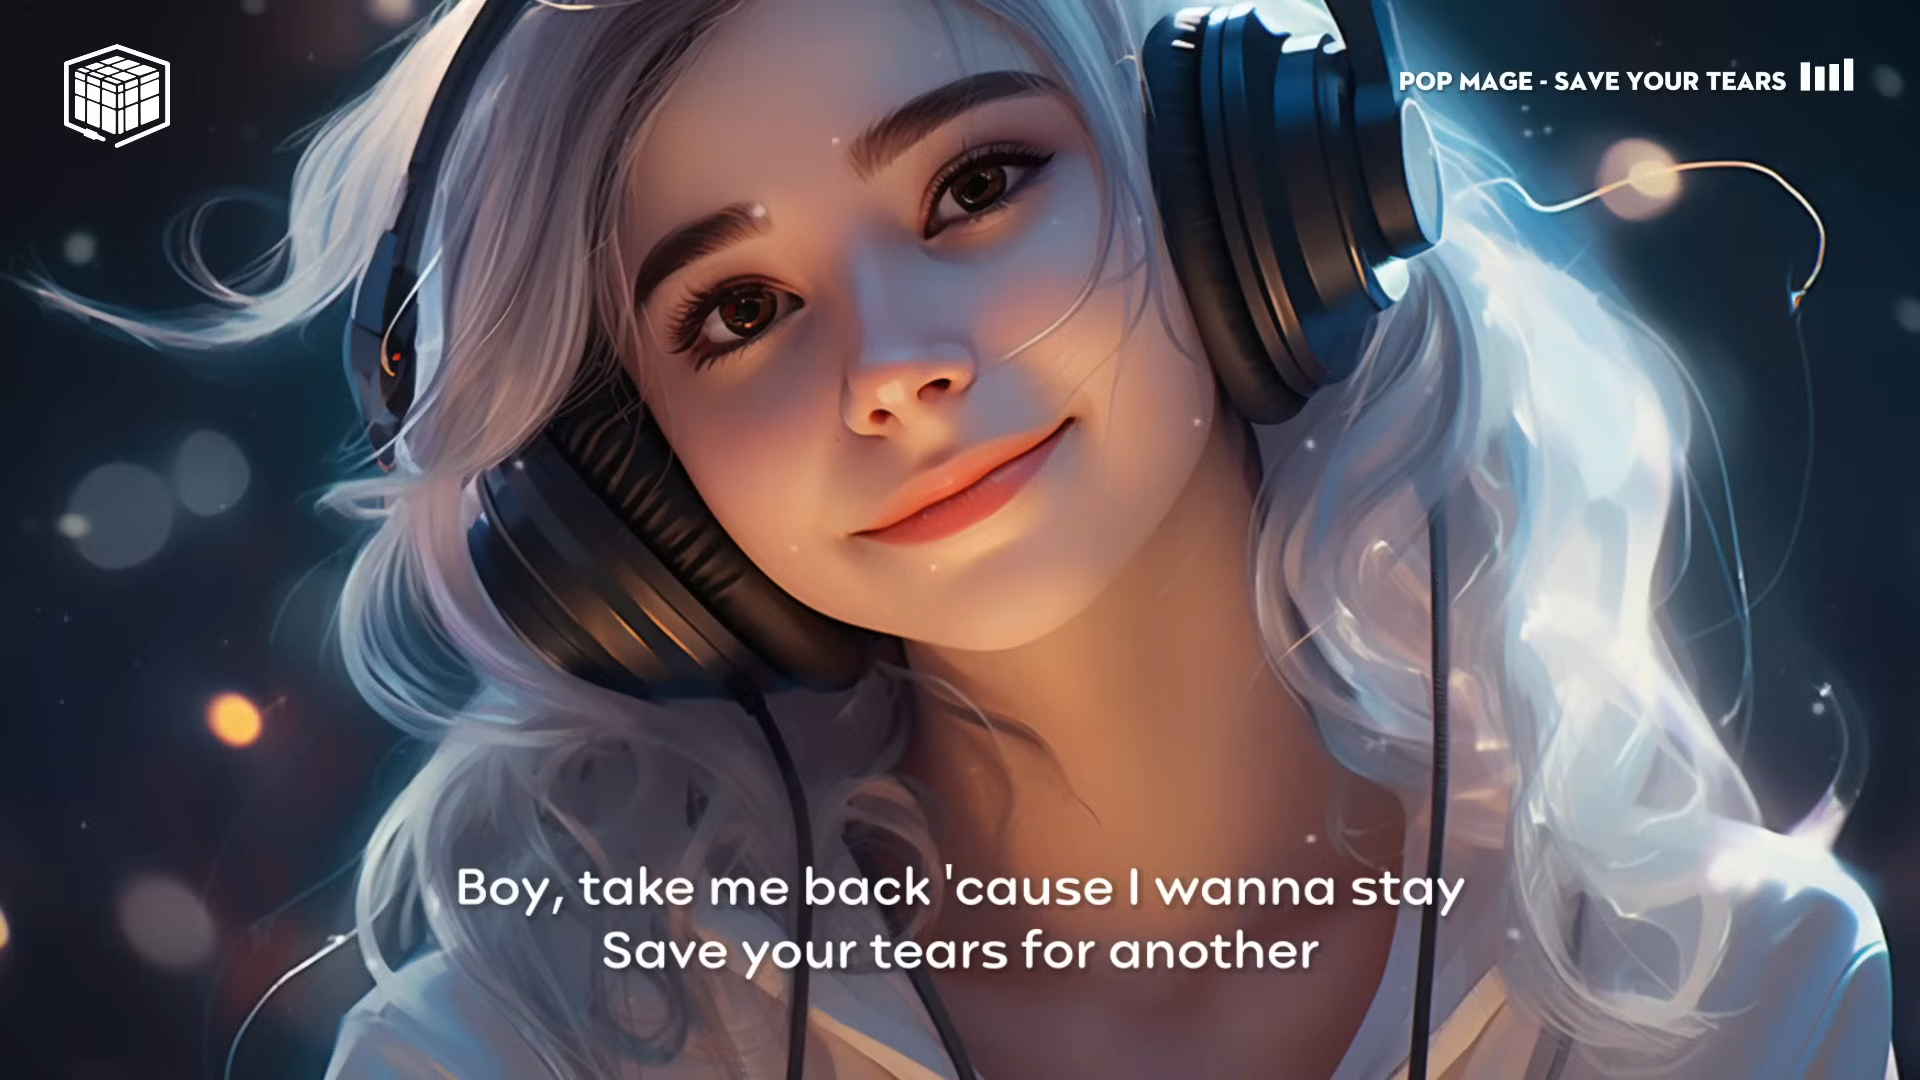 POP MAGE - SAVE YOUR TEARS
Boy, take me back 'cause I wanna stay
Save your tears for another